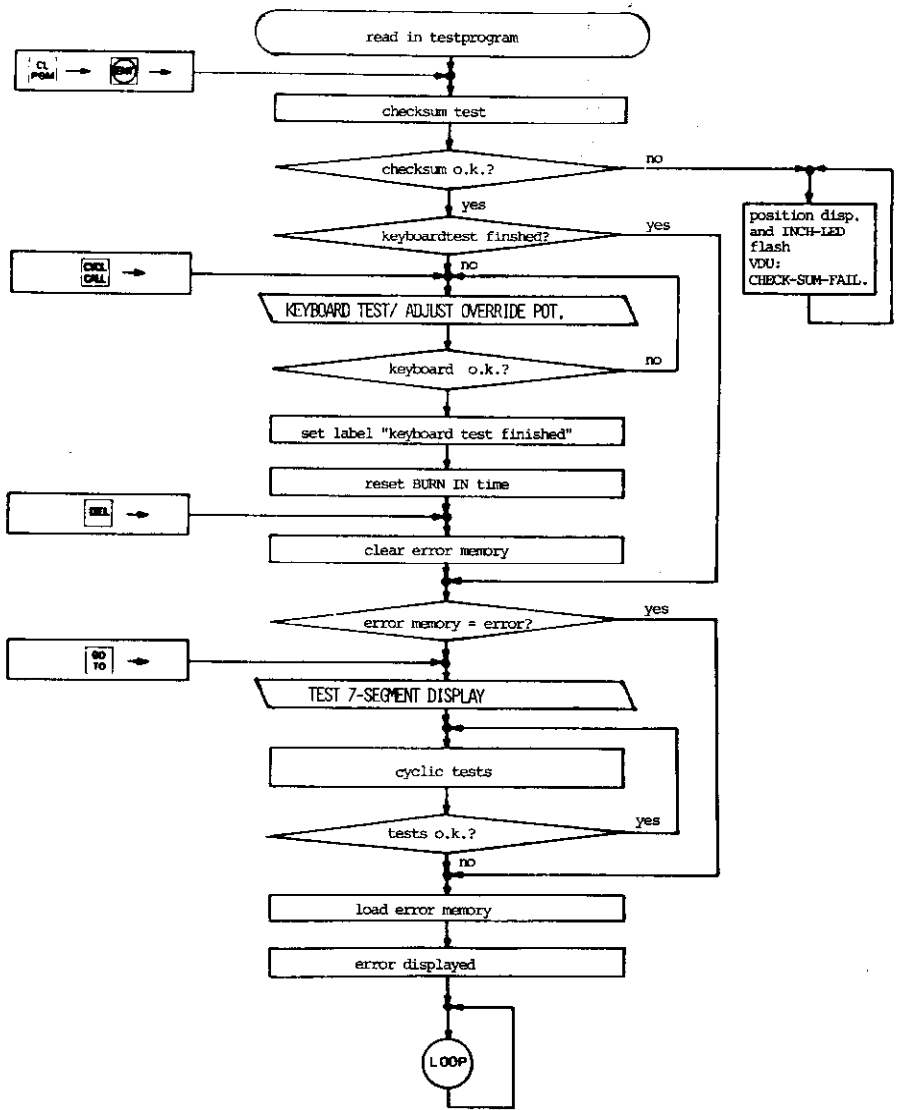 read in testprogram
CL
PGM
ENT
checksum test
checksum o.k.?
no
yes
position disp.
and INCH-LED
flash
VDU:
CHECK-SUM-FAIL.
keyboardtest finshed?
yes
no
CYCL
CALL
KEYBOARD TEST/ ADJUST OVERRIDE POT.
keyboard o.k.?
no
set label "keyboard test finished"
reset BURN IN time
DEL
clear error memory
error memory = error?
yes
GO
TO
TEST 7-SEGMENT DISPLAY
cyclic tests
tests o.k.?
yes
no
load error memory
error displayed
LOOP